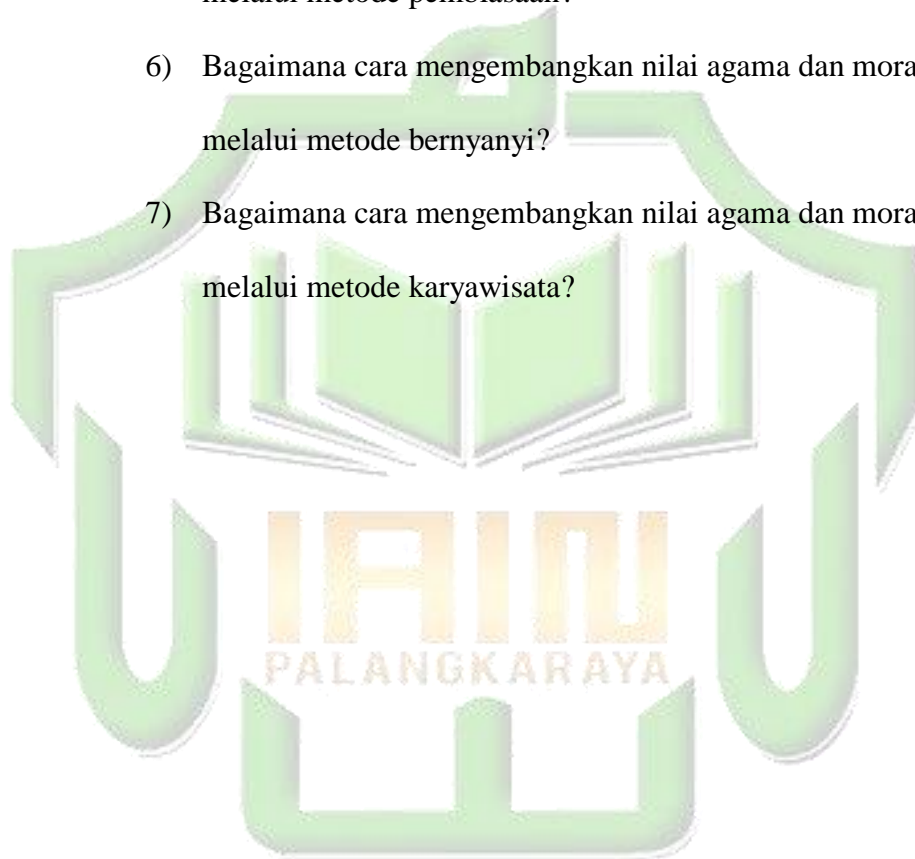 melalui metode pembiasaan?
6) Bagaimana cara mengembangkan nilai agama dan mora
melalui metode bernyanyi?
7) Bagaimana cara mengembangkan nilai agama dan mora
melalui metode karyawisata?
IAIN
PALANGKARAYA